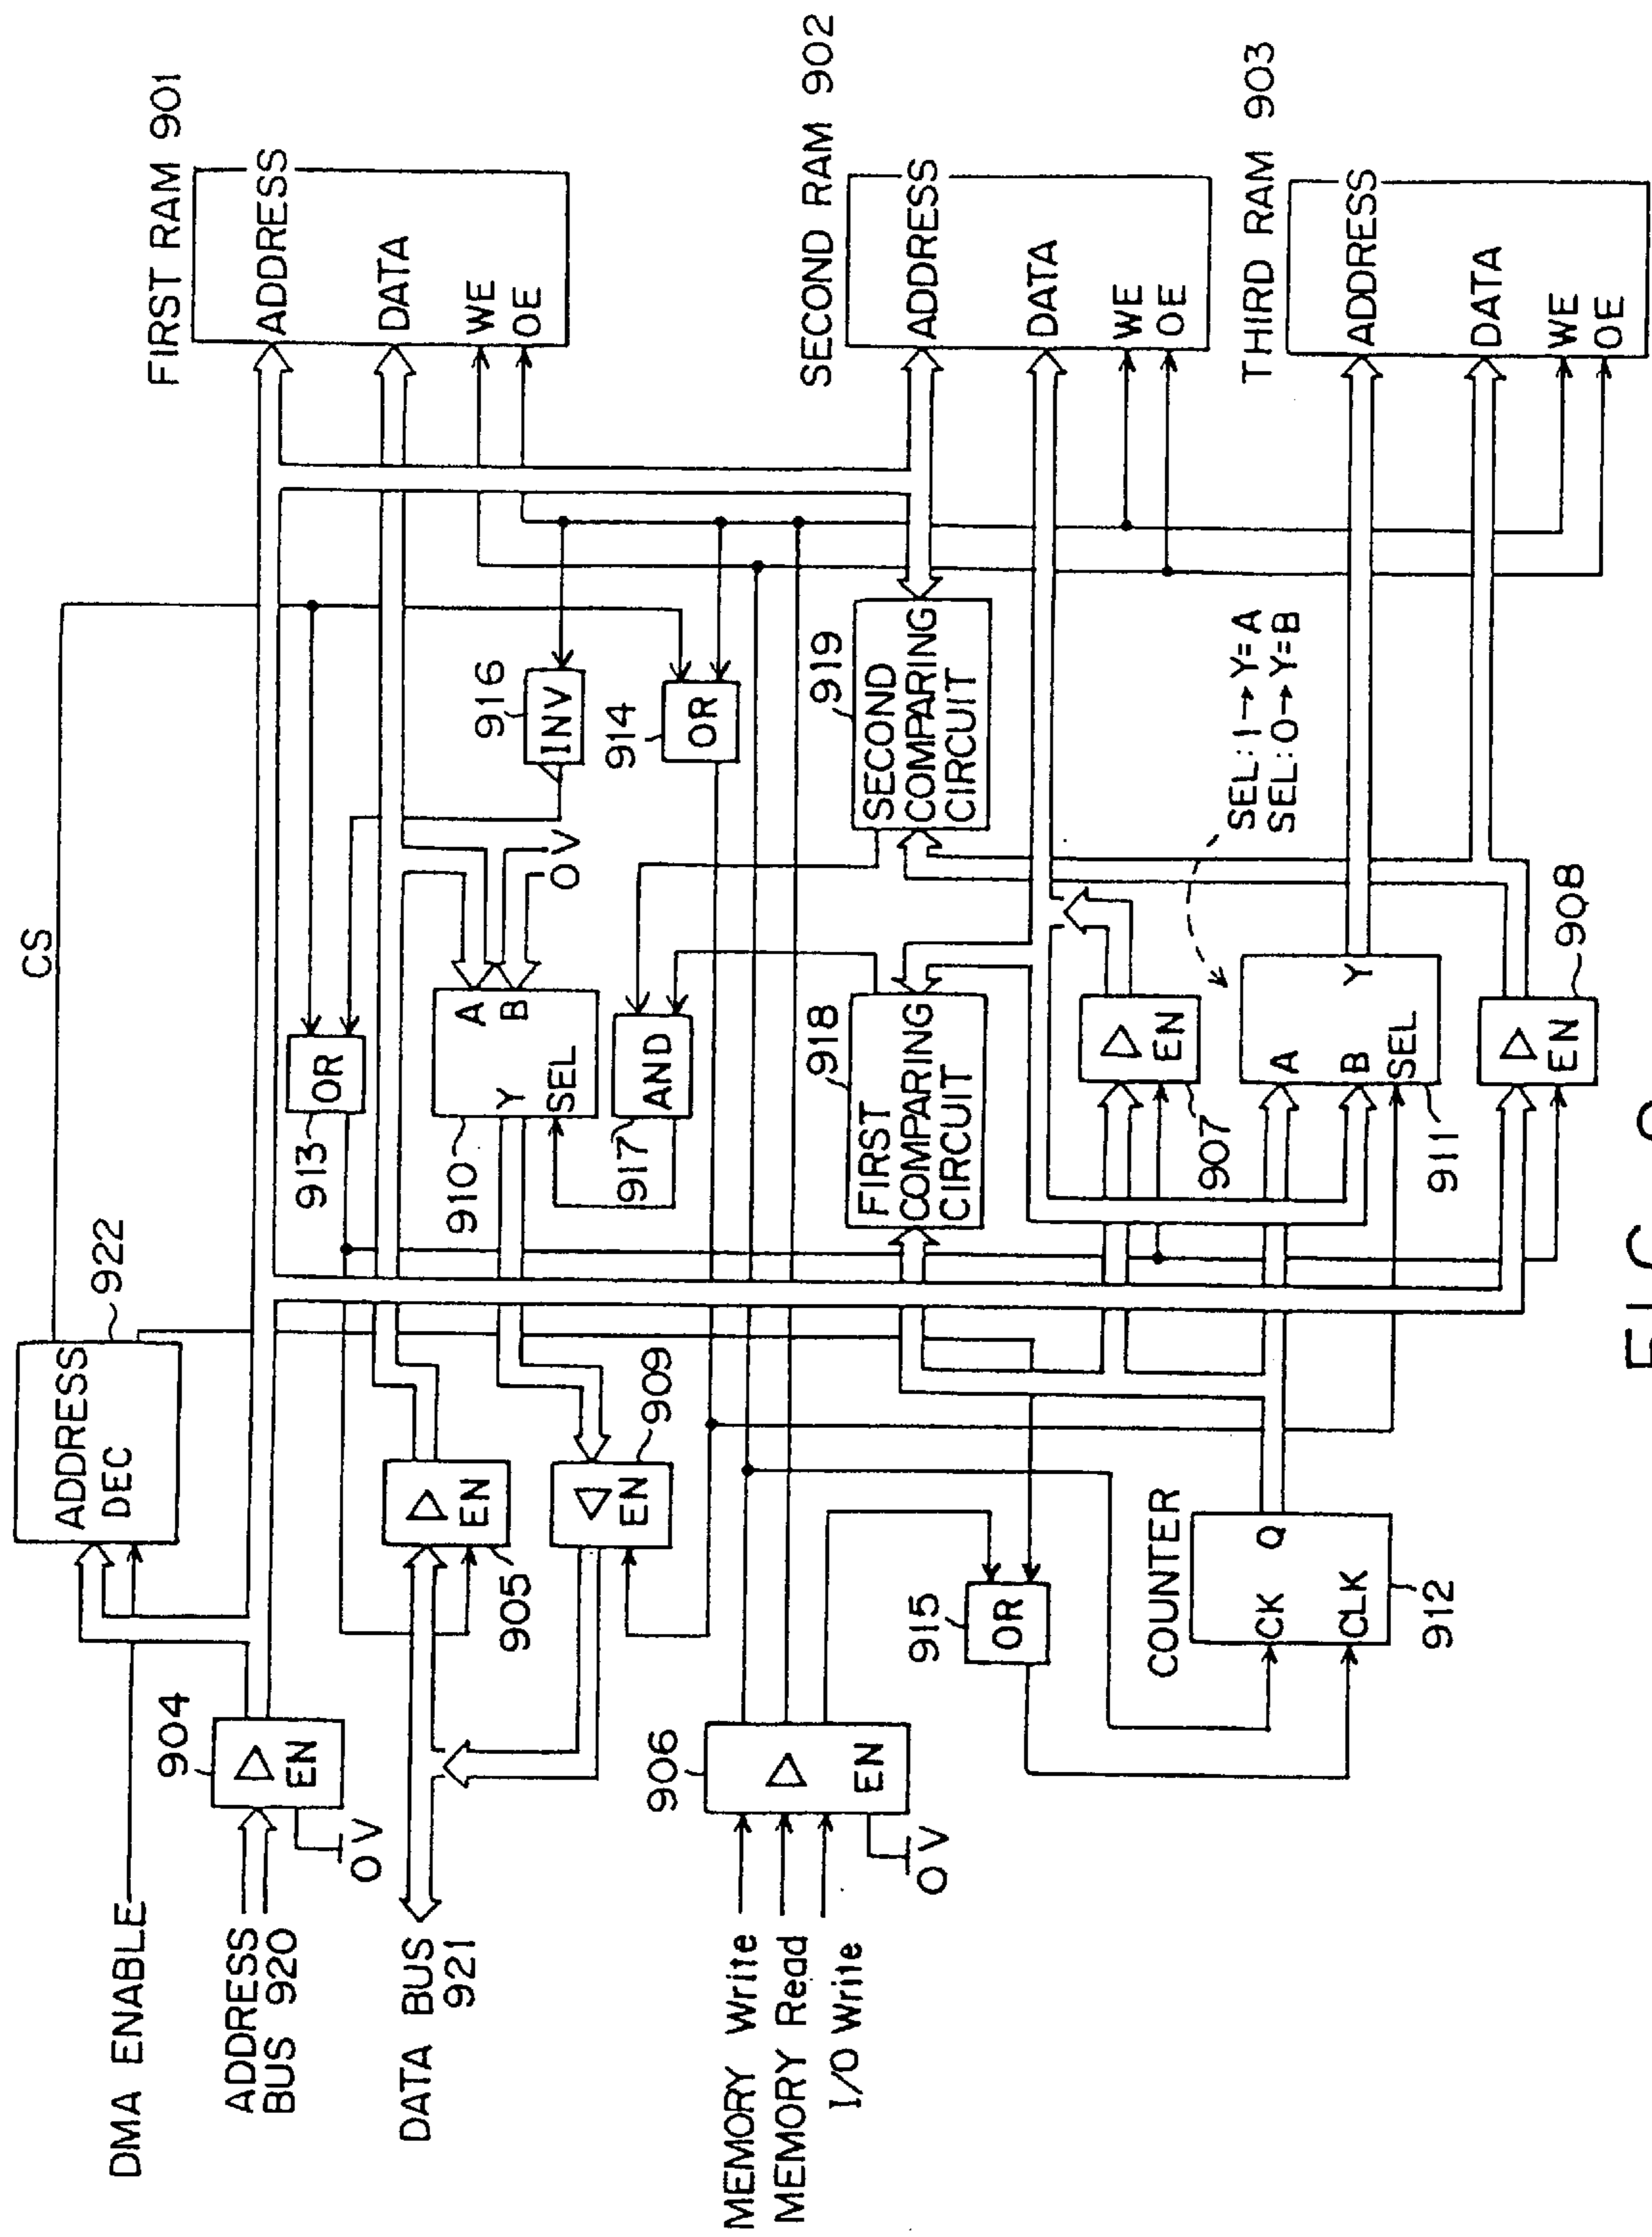 DMA ENABLE
ADDRESS
BUS 920
DATA BUS
921
MEMORY Write
MEMORY Read
I/O Write
904
EN
0V
906
EN
0V
ADDRESS
DEC
922
CS
905
EN
909
EN
915
OR
COUNTER
CK
Q
CLK
912
913
OR
910
A
B
Y
SEL
0V
917
AND
916
INV
914
OR
918
FIRST
COMPARING
CIRCUIT
919
SECOND
COMPARING
CIRCUIT
907
EN
SEL:1→Y=A
SEL:0→Y=B
911
A
B
SEL
Y
908
EN
FIRST RAM 901
ADDRESS
DATA
WE
OE
SECOND RAM 902
ADDRESS
DATA
WE
OE
THIRD RAM 903
ADDRESS
DATA
WE
OE